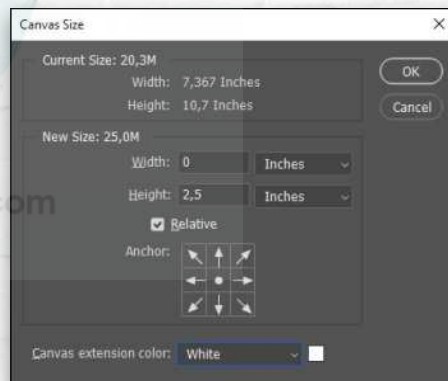 Canvas Size
Current Size: 20,3M
Width: 7,367 Inches
Height: 10,7 Inches
OK
Cancel
New Size: 25,0M
Width: 0 Inches
Height: 2,5 Inches
Relative
Anchor:
Canvas extension color: White
om